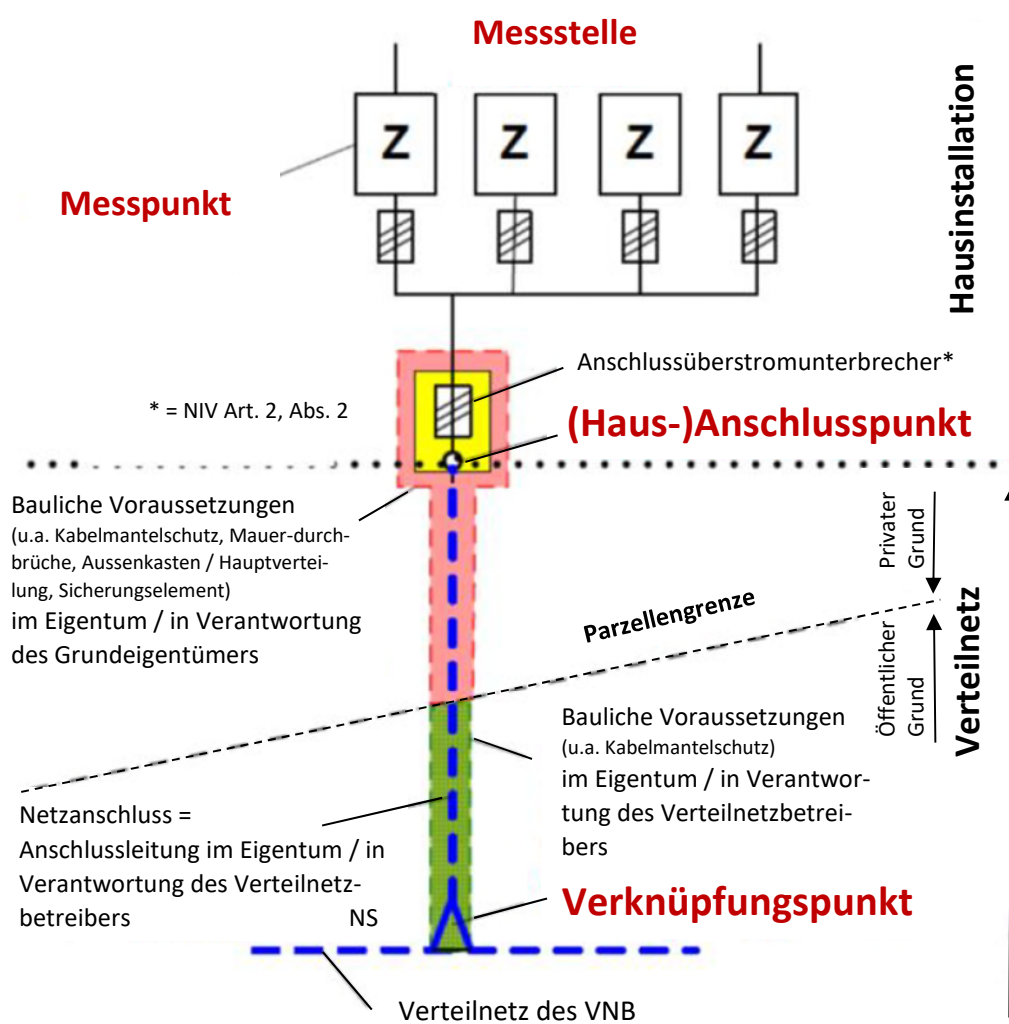 Messstelle
Hausinstallation
Z Z Z Z
Messpunkt
Anschlussüberstromunterbrecher*
* = NIV Art. 2, Abs. 2
(Haus-)Anschlusspunkt
Bauliche Voraussetzungen
(u.a. Kabelmantelschutz, Mauer-durch-
brüche, Aussenkasten / Hauptvertei-
lung, Sicherungselement)
im Eigentum / in Verantwortung
des Grundeigentümers
Privater
Grund
Parzellengrenze
Verteilnetz
Öffentlicher
Grund
Bauliche Voraussetzungen
(u.a. Kabelmantelschutz)
im Eigentum / in Verantwor-
tung des Verteilnetzbetrei-
bers
Netzanschluss =
Anschlussleitung im Eigentum / in
Verantwortung des Verteilnetz-
betreibers
NS
Verknüpfungspunkt
Verteilnetz des VNB